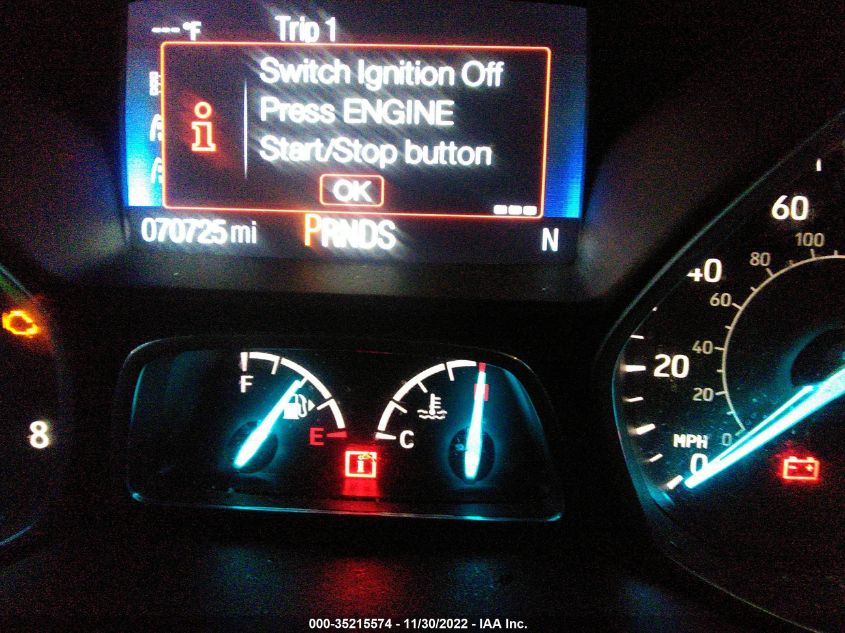 ---°F Trip 1
Switch Ignition Off
Press ENGINE
Start/Stop button
OK
070725 mi PRNDS N
60
100
80
40
60
F
40
20
20
8
E
C
MPH
0
0
000-35215574 - 11/30/2022 - IAA Inc.